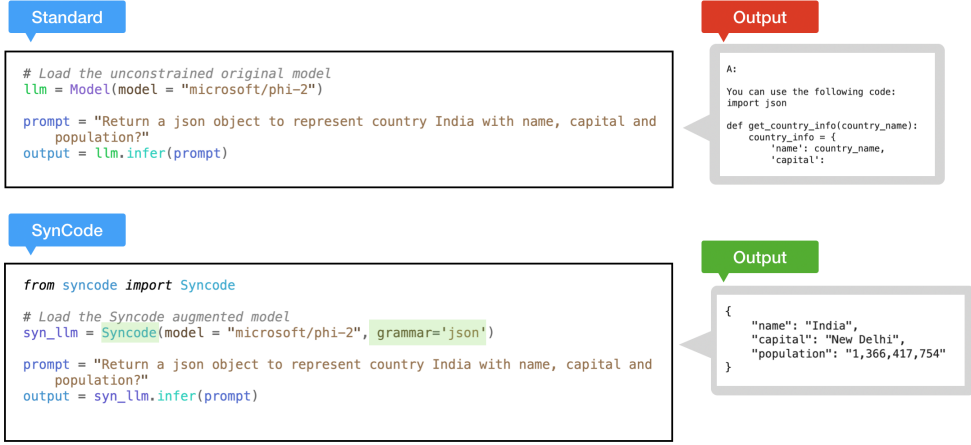 Standard
# Load the unconstrained original model
llm = Model(model = "microsoft/phi-2")
prompt = "Return a json object to represent country India with name, capital and
population?"
output = llm.infer(prompt)
Output
A:
You can use the following code:
import json
def get_country_info(country_name):
country_info = {
'name': country_name,
'capital':
SynCode
from syncode import Syncode
# Load the Syncode augmented model
syn_llm = Syncode(model = "microsoft/phi-2", grammar='json')
prompt = "Return a json object to represent country India with name, capital and
population?"
output = syn_llm.infer(prompt)
Output
{
"name": "India",
"capital": "New Delhi",
"population": "1,366,417,754"
}